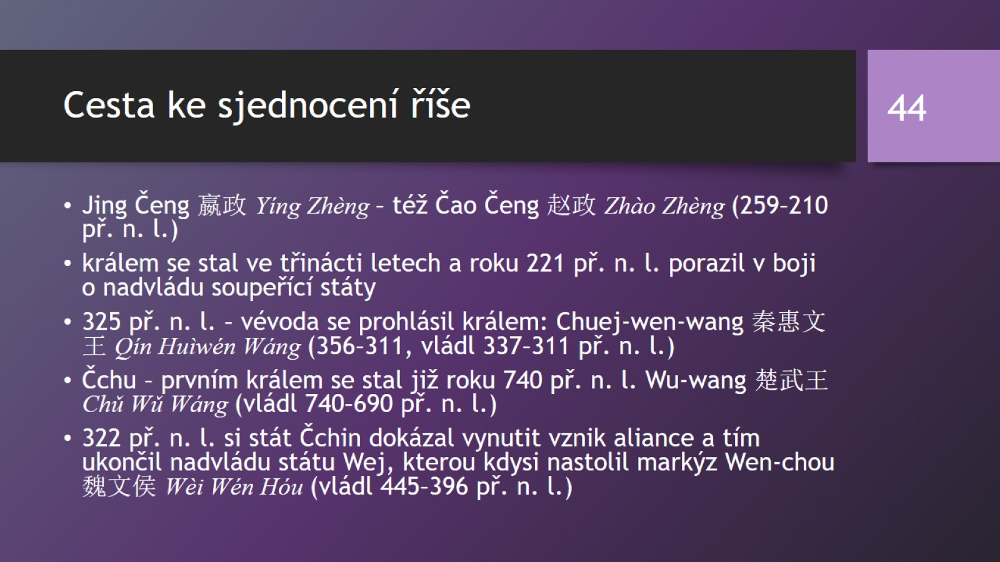 Cesta ke sjednocení říše
44
• Jing Čeng 嬴政 Yíng Zhèng – též Čao Čeng 赵政 Zhào Zhèng (259–210
př. n. l.)
• králem se stal ve třinácti letech a roku 221 př. n. l. porazil v boji
o nadvládu soupeřící státy
• 325 př. n. l. – vévoda se prohlásil králem: Chuej-wen-wang 秦惠文
王 Qín Huìwén Wáng (356–311, vládl 337–311 př. n. l.)
• Čchu – prvním králem se stal již roku 740 př. n. l. Wu-wang 楚武王
Chǔ Wǔ Wáng (vládl 740–690 př. n. l.)
• 322 př. n. l. si stát Čchin dokázal vynutit vznik aliance a tím
ukončil nadvládu státu Wej, kterou kdysi nastolil markýz Wen-chou
魏文侯 Wèi Wén Hóu (vládl 445–396 př. n. l.)